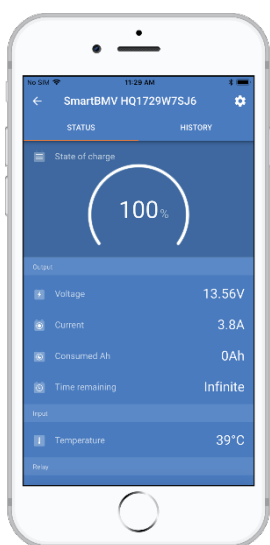 No SIM 11:29 AM
SmartBMV HQ1729W7SJ6
STATUS HISTORY
State of charge
100%
Output
Voltage 13.56V
Current 3.8A
Consumed Ah 0Ah
Time remaining Infinite
Input
Temperature 39°C
Relay